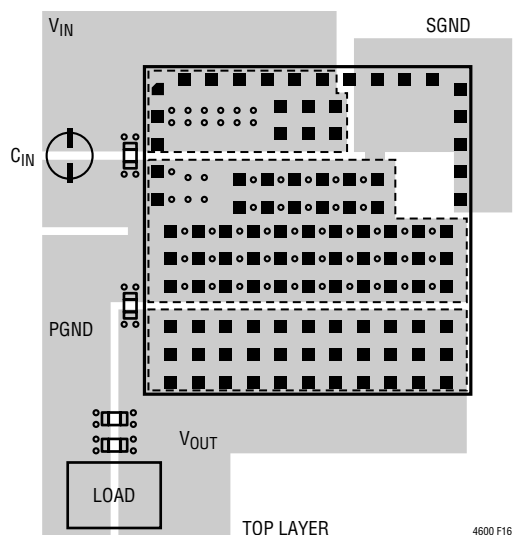 VIN
SGND
CIN
PGND
VOUT
LOAD
TOP LAYER
4600 F16